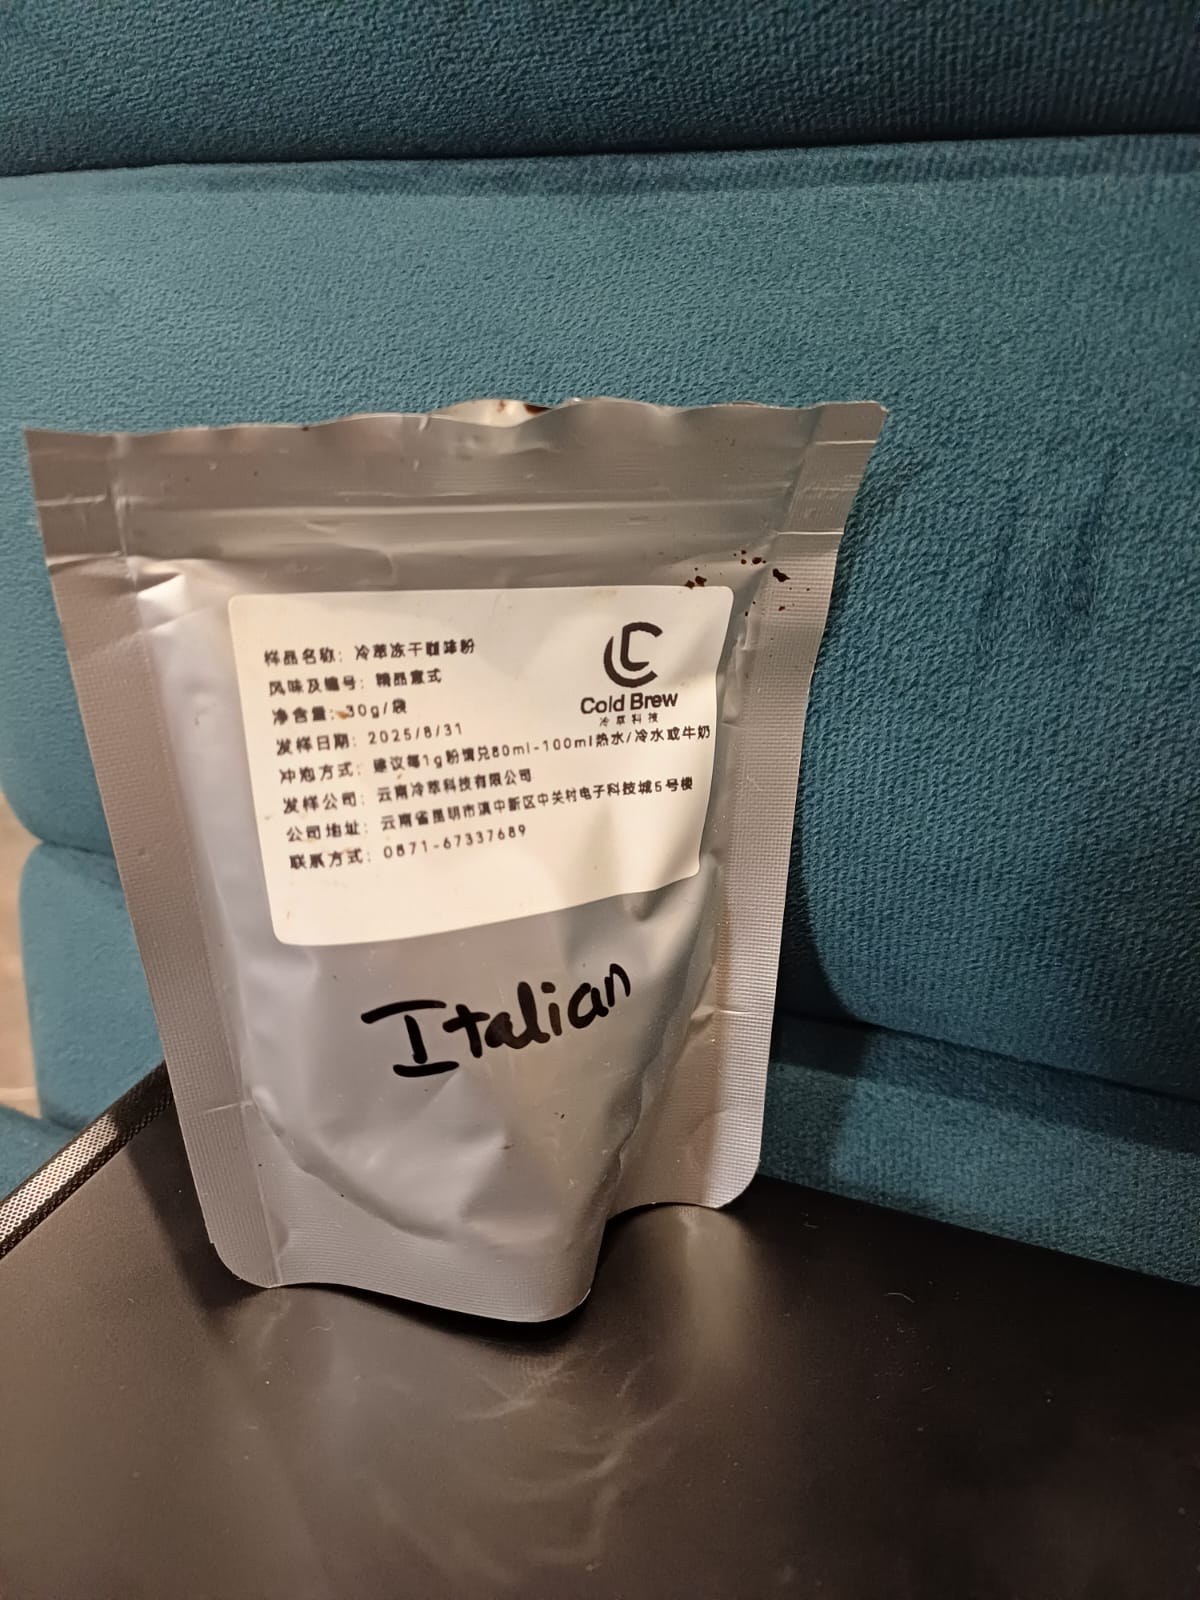 样品名称：冷萃冻干咖啡粉
风味及编号：精品意式
净含量：30g/袋
发样日期：2025/8/31
冲泡方式：建议每1g粉情兑80ml-100ml热水/冷水或牛奶
发样公司：云南冷萃科技有限公司
公司地址：云南省昆明市滇中新区中关村电子科技城5号楼
联系方式：0871-67337689
Cold Brew
冷萃科技
Italian